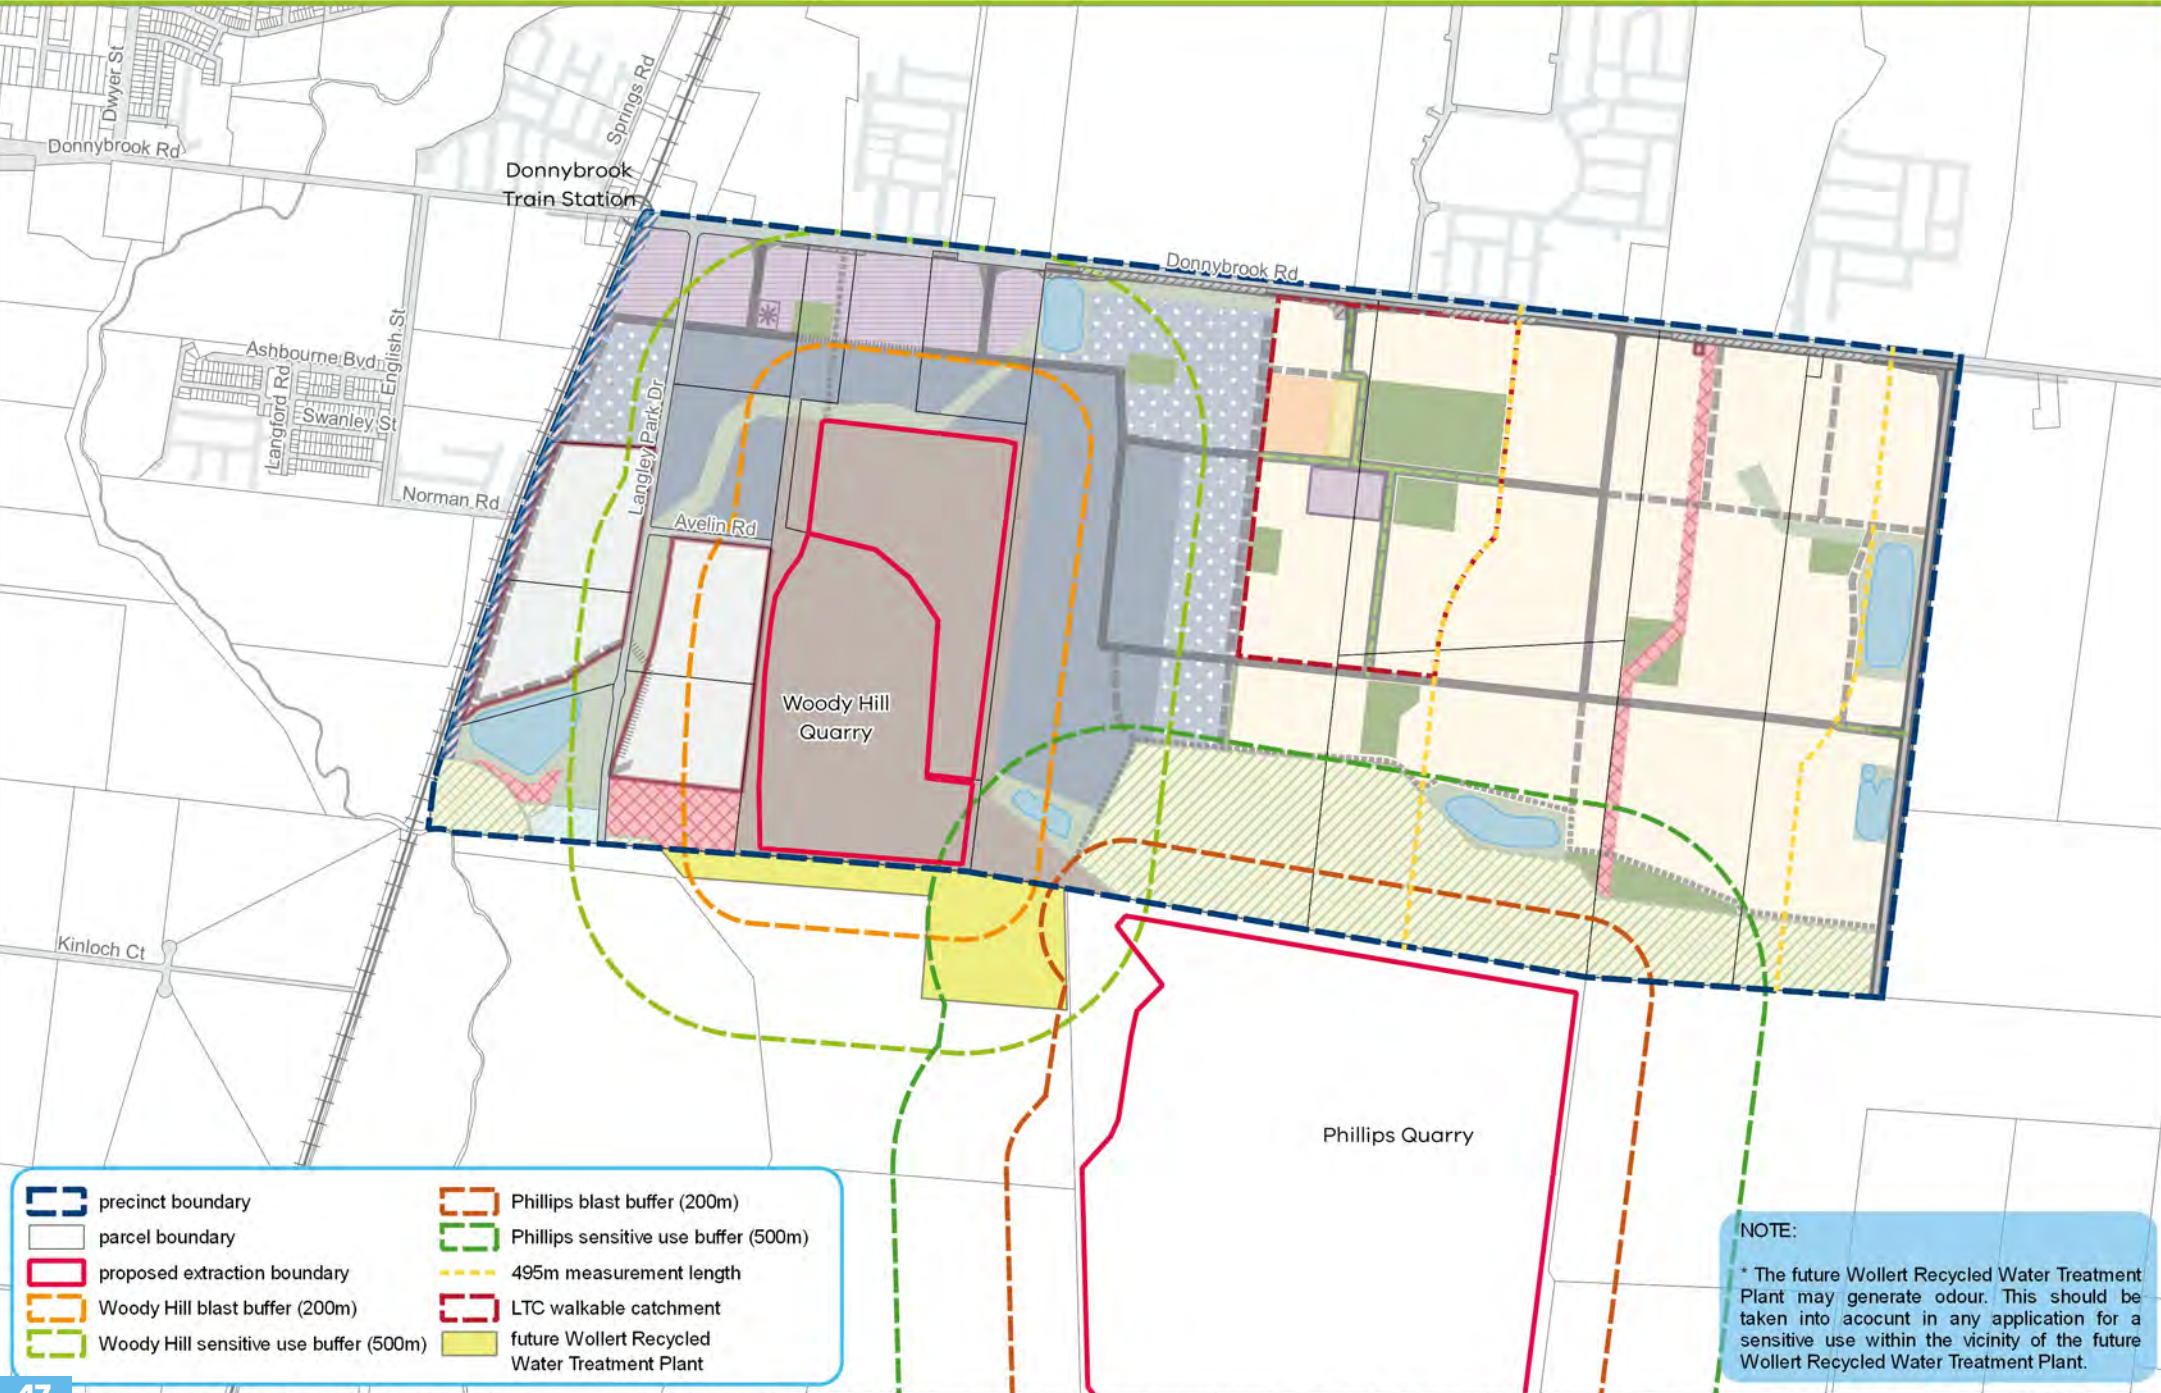 Dwyer St
Springs Rd
Donnybrook Rd
Donnybrook
Train Station
Donnybrook Rd
Ashbourne Bvd
English St
Langford Rd
Swanley St
Norman Rd
Langley Park Dr
Avelin Rd
Woody Hill
Quarry
Kinloch Ct
Phillips Quarry
precinct boundary
parcel boundary
proposed extraction boundary
Woody Hill blast buffer (200m)
Woody Hill sensitive use buffer (500m)
Phillips blast buffer (200m)
Phillips sensitive use buffer (500m)
495m measurement length
LTC walkable catchment
future Wollert Recycled
Water Treatment Plant
NOTE:
* The future Wollert Recycled Water Treatment
Plant may generate odour. This should be
taken into acocunt in any application for a
sensitive use within the vicinity of the future
Wollert Recycled Water Treatment Plant.